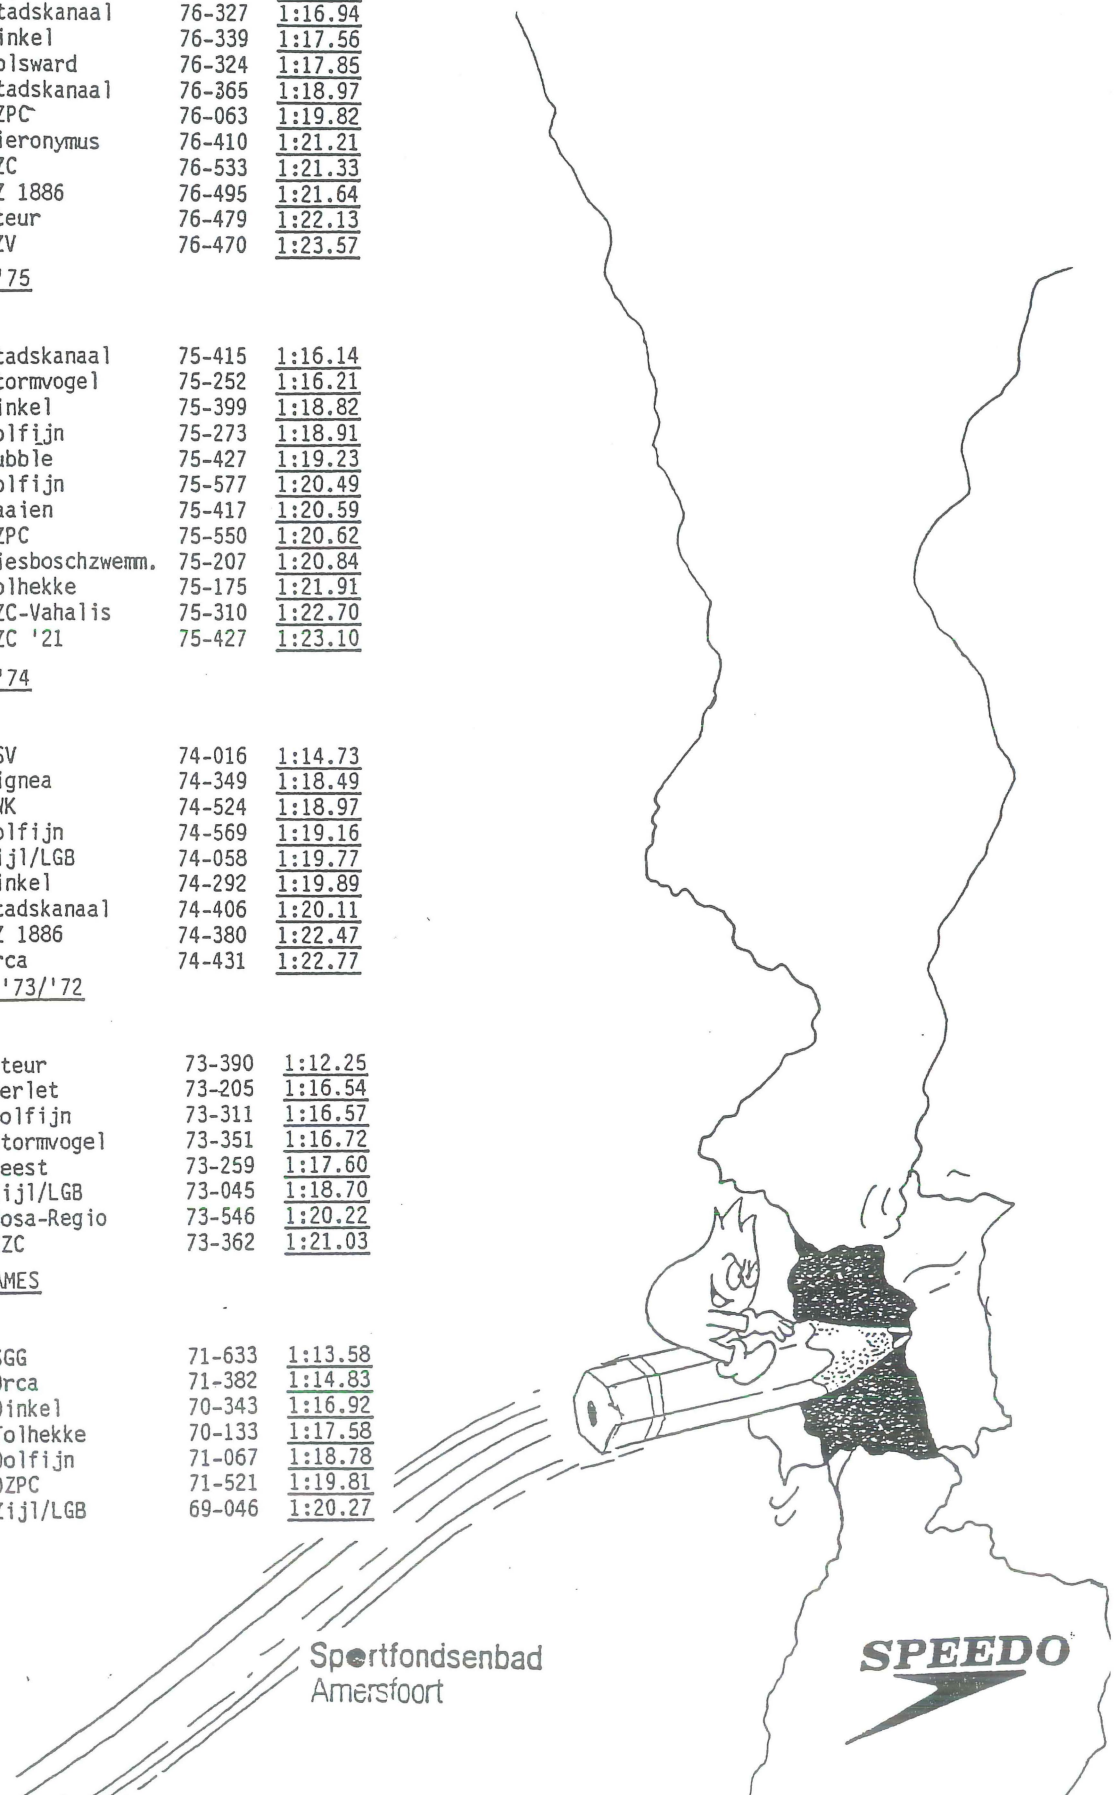 tadskanaal 76-327 1:16.94
inkel 76-339 1:17.56
olsward 76-324 1:17.85
tadskanaal 76-365 1:18.97
ZPC 76-063 1:19.82
ieronymus 76-410 1:21.21
ZC 76-533 1:21.33
Z 1886 76-495 1:21.64
teur 76-479 1:22.13
ZV 76-470 1:23.57
'75
tadskanaal 75-415 1:16.14
tormvogel 75-252 1:16.21
inkel 75-399 1:18.82
olfijn 75-273 1:18.91
ubble 75-427 1:19.23
olfijn 75-577 1:20.49
aaien 75-417 1:20.59
ZPC 75-550 1:20.62
iesboschzwemm. 75-207 1:20.84
olhekke 75-175 1:21.91
ZC-Vahalis 75-310 1:22.70
ZC '21 75-427 1:23.10
'74
SV 74-016 1:14.73
ignea 74-349 1:18.49
WK 74-524 1:18.97
olfijn 74-569 1:19.16
ijl/LGB 74-058 1:19.77
inkel 74-292 1:19.89
tadskanaal 74-406 1:20.11
Z 1886 74-380 1:22.47
rca 74-431 1:22.77
'73/'72
teur 73-390 1:12.25
erlet 73-205 1:16.54
olfijn 73-311 1:16.57
tormvogel 73-351 1:16.72
eest 73-259 1:17.60
ijl/LGB 73-045 1:18.70
osa-Regio 73-546 1:20.22
ZC 73-362 1:21.03
AMES
SGG 71-633 1:13.58
Orca 71-382 1:14.83
Dinkel 70-343 1:16.92
Tolhekke 70-133 1:17.58
Dolfijn 71-067 1:18.78
OZPC 71-521 1:19.81
Zijl/LGB 69-046 1:20.27
Sportfondsenbad
Amersfoort
SPEEDO